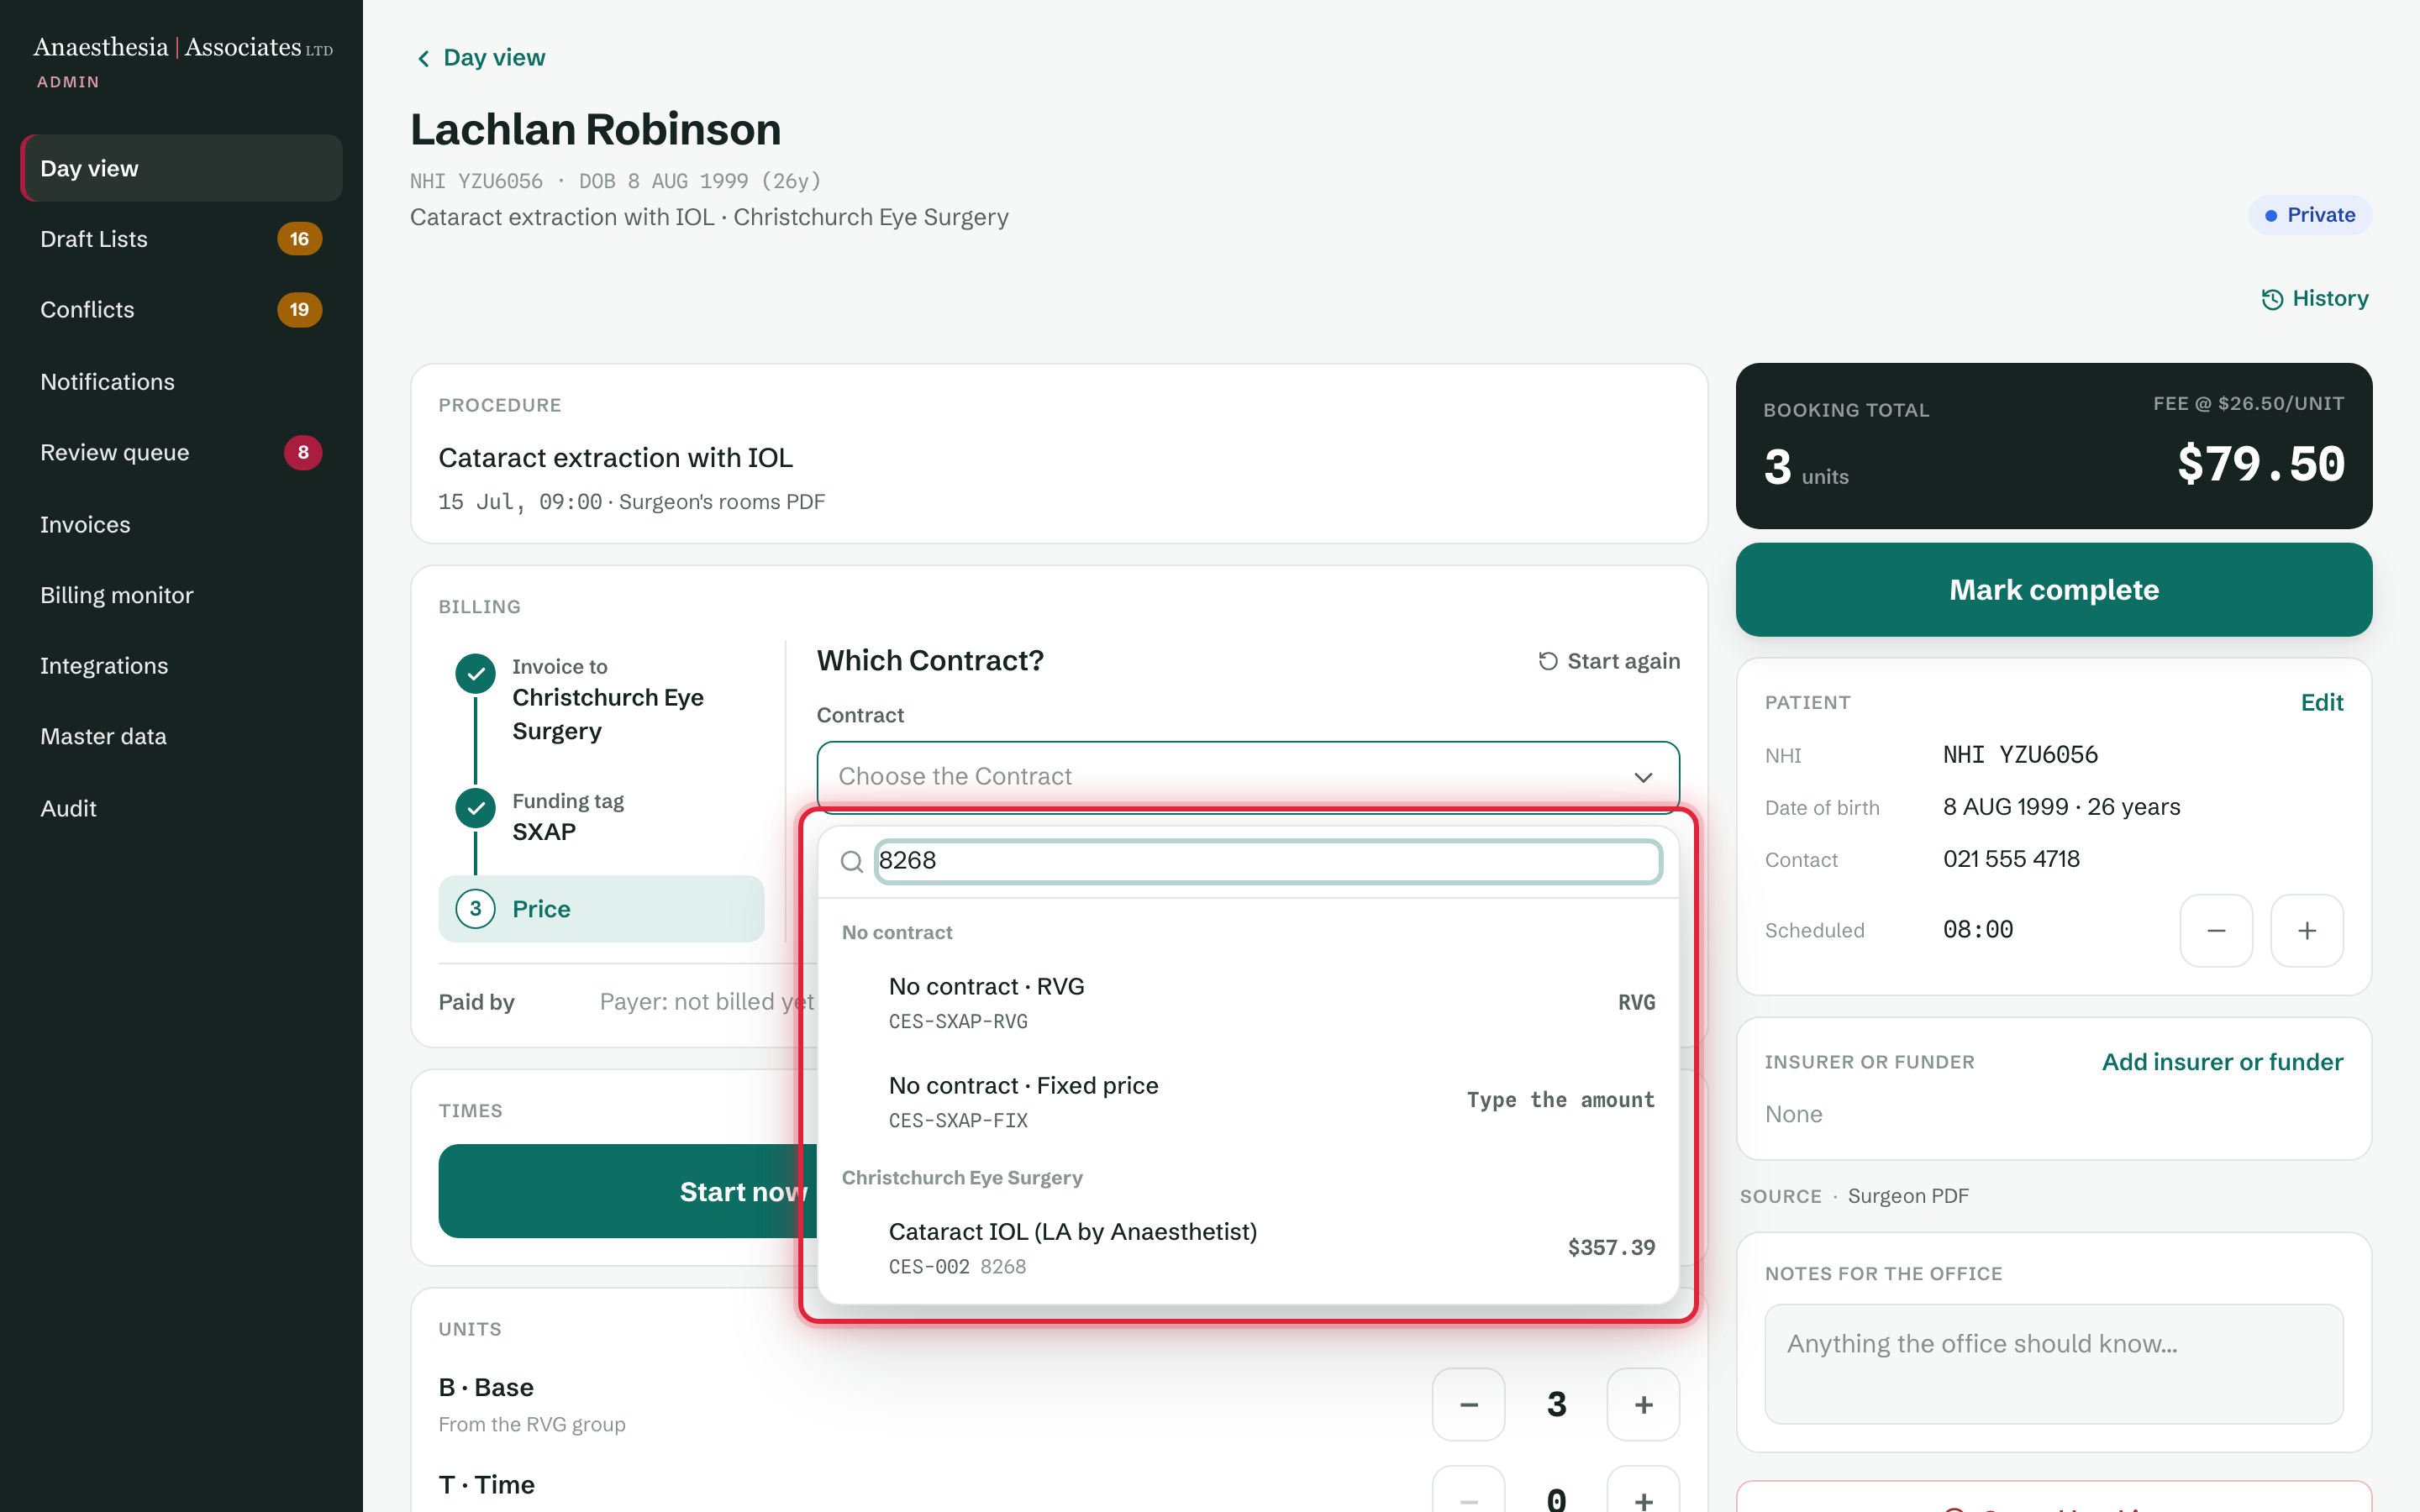 Anaesthesia | Associates LTD
ADMIN
Day view
Draft Lists 16
Conflicts 19
Notifications
Review queue 8
Invoices
Billing monitor
Integrations
Master data
Audit
Day view
Lachlan Robinson
NHI YZU6056 · DOB 8 AUG 1999 (26y)
Cataract extraction with IOL · Christchurch Eye Surgery
Private
History
PROCEDURE
Cataract extraction with IOL
15 Jul, 09:00 · Surgeon's rooms PDF
BILLING
Invoice to
Christchurch Eye
Surgery
Funding tag
SXAP
3 Price
Which Contract?
Start again
Contract
Choose the Contract
8268
No contract
No contract · RVG
CES-SXAP-RVG
RVG
No contract · Fixed price
CES-SXAP-FIX
Type the amount
Christchurch Eye Surgery
Cataract IOL (LA by Anaesthetist)
CES-002 8268
$357.39
Paid by Payer: not billed yet
TIMES
Start now
UNITS
B · Base
From the RVG group
− 3 +
T · Time
− 0 +
BOOKING TOTAL
FEE @ $26.50/UNIT
3 units
$79.50
Mark complete
PATIENT
Edit
NHI NHI YZU6056
Date of birth 8 AUG 1999 · 26 years
Contact 021 555 4718
Scheduled 08:00 − +
INSURER OR FUNDER
Add insurer or funder
None
SOURCE · Surgeon PDF
NOTES FOR THE OFFICE
Anything the office should know...